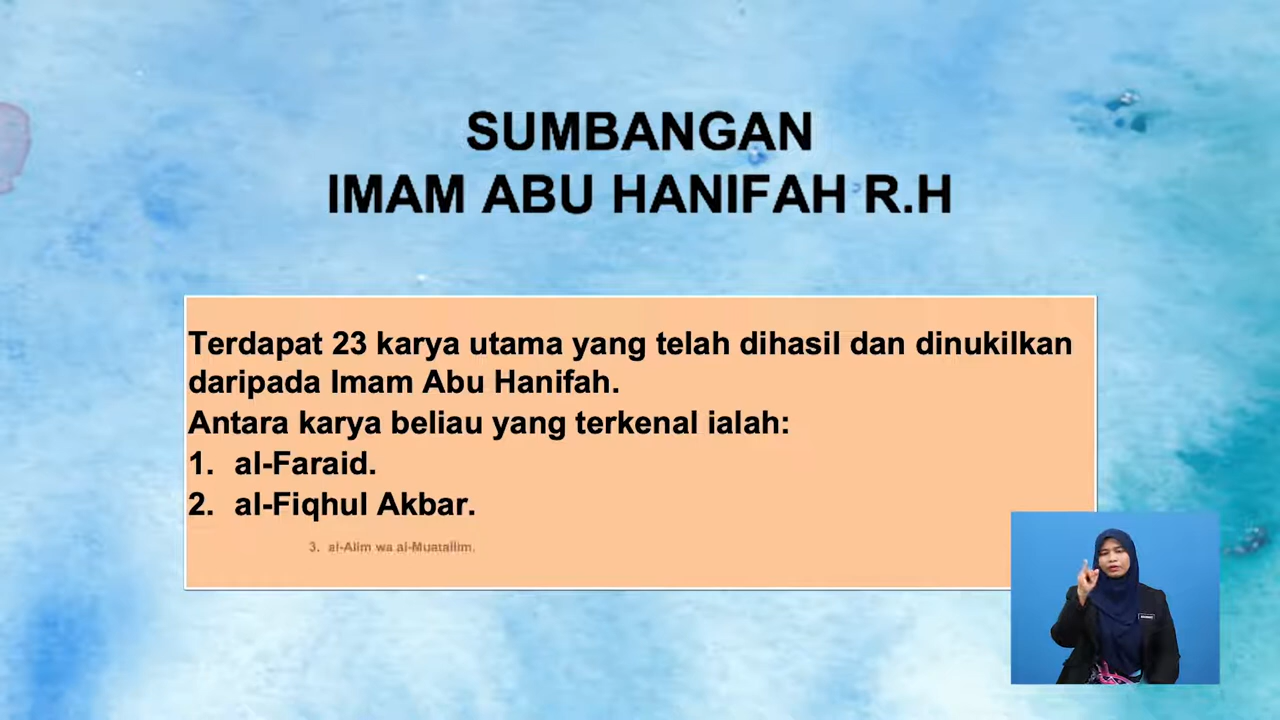 SUMBANGAN
IMAM ABU HANIFAH R.H
Terdapat 23 karya utama yang telah dihasil dan dinukilkan
daripada Imam Abu Hanifah.
Antara karya beliau yang terkenal ialah:
1. al-Faraid.
2. al-Fiqhul Akbar.
3. al-Alim wa al-Muatallim.